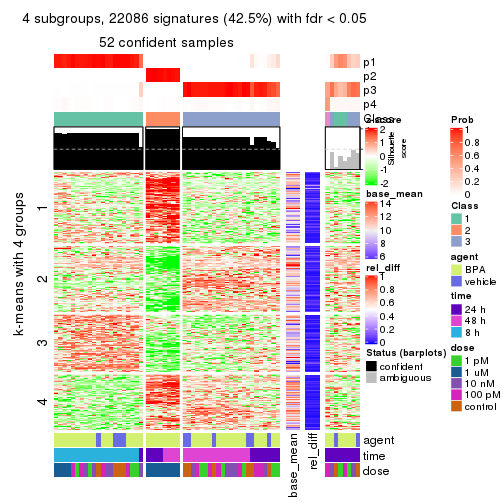 4 subgroups, 22086 signatures (42.5%) with fdr < 0.05
52 confident samples
p1
p2
p3
p4
Class
z-score
2
1
0
-1
-2
Silhouette
score
k-means with 4 groups
1
2
3
4
base_mean
14
12
10
8
6
rel_diff
1
0.8
0.6
0.4
0.2
0
Status (barplots)
confident
ambiguous
agent
time
dose
base_mean
rel_diff
Prob
1
0.8
0.6
0.4
0.2
0
Class
1
2
3
agent
BPA
vehicle
time
24 h
48 h
8 h
dose
1 pM
1 uM
10 nM
100 pM
control